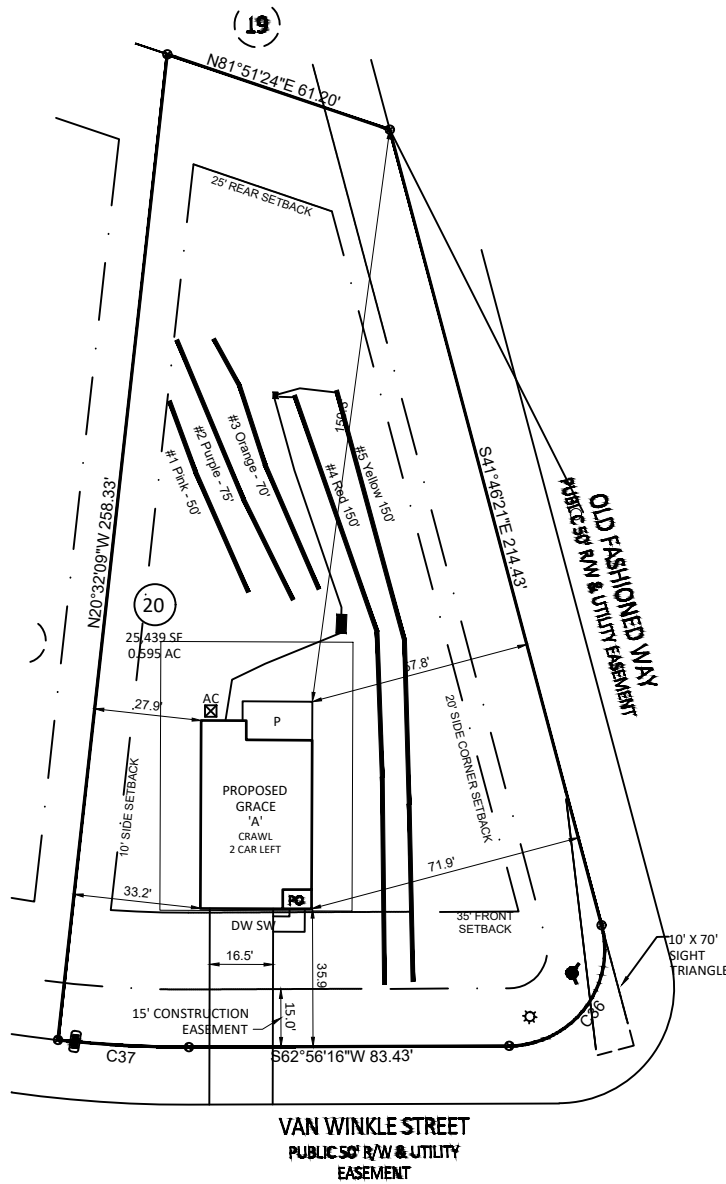 19
N81°51'24"E 61.20'
25' REAR SETBACK
#1 Pink - 50'
#2 Purple - 75'
#3 Orange - 70'
#4 Red 150'
#5 Yellow 150'
S41°46'21"E 214.43'
N20°32'09"W 258.33'
OLD FASHIONED WAY
PUBLIC 50' R/W & UTILITY EASEMENT
20
25,439 SF
0.595 AC
27.9'
AC
P
PROPOSED
GRACE
'A'
CRAWL
2 CAR LEFT
10' SIDE SETBACK
20' SIDE CORNER SETBACK
71.9'
33.2'
DW SW
35' FRONT
SETBACK
16.5'
35.9'
15' CONSTRUCTION
EASEMENT
15.0'
10' X 70'
SIGHT
TRIANGLE
C36
C37
S62°56'16"W 83.43'
VAN WINKLE STREET
PUBLIC 50' R/W & UTILITY
EASEMENT